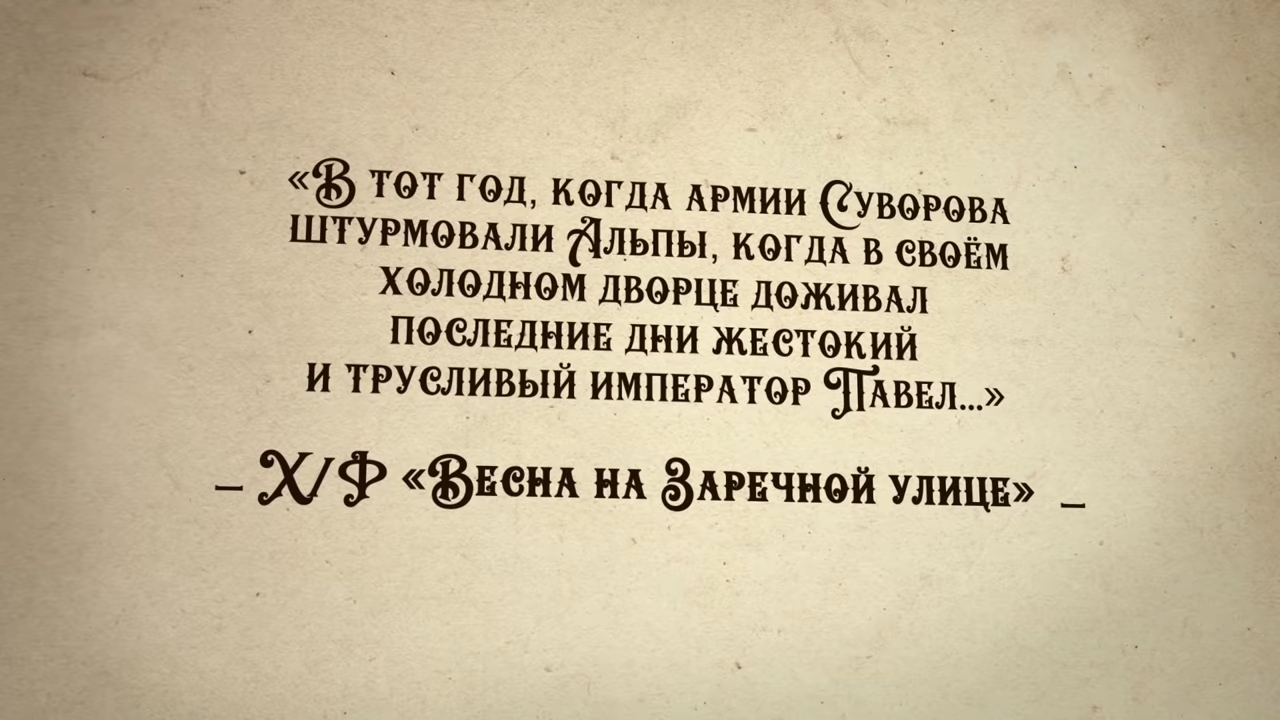 «В тот год, когда армии Суворова
штурмовали Альпы, когда в своём
холодном дворце доживал
последние дни жестокий
и трусливый император Павел...»
– Х/Ф «Весна на Заречной улице» –